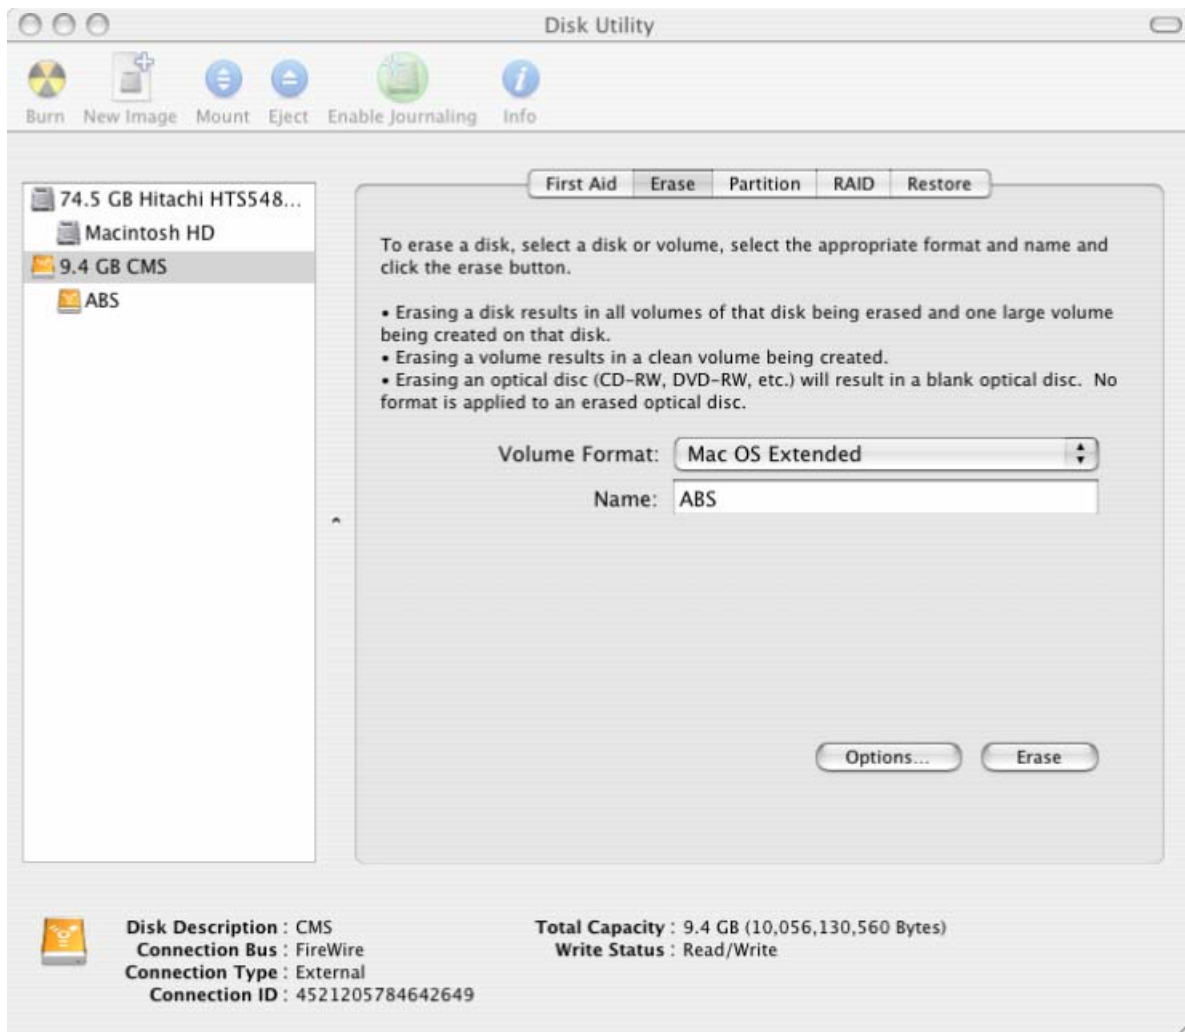 Disk Utility
Burn New Image Mount Eject Enable Journaling Info
First Aid Erase Partition RAID Restore
74.5 GB Hitachi HTS548...
Macintosh HD
9.4 GB CMS
ABS
To erase a disk, select a disk or volume, select the appropriate format and name and
click the erase button.
• Erasing a disk results in all volumes of that disk being erased and one large volume
being created on that disk.
• Erasing a volume results in a clean volume being created.
• Erasing an optical disc (CD-RW, DVD-RW, etc.) will result in a blank optical disc. No
format is applied to an erased optical disc.
Volume Format: Mac OS Extended
Name: ABS
Options... Erase
Disk Description : CMS
Connection Bus : FireWire
Connection Type : External
Connection ID : 4521205784642649
Total Capacity : 9.4 GB (10,056,130,560 Bytes)
Write Status : Read/Write